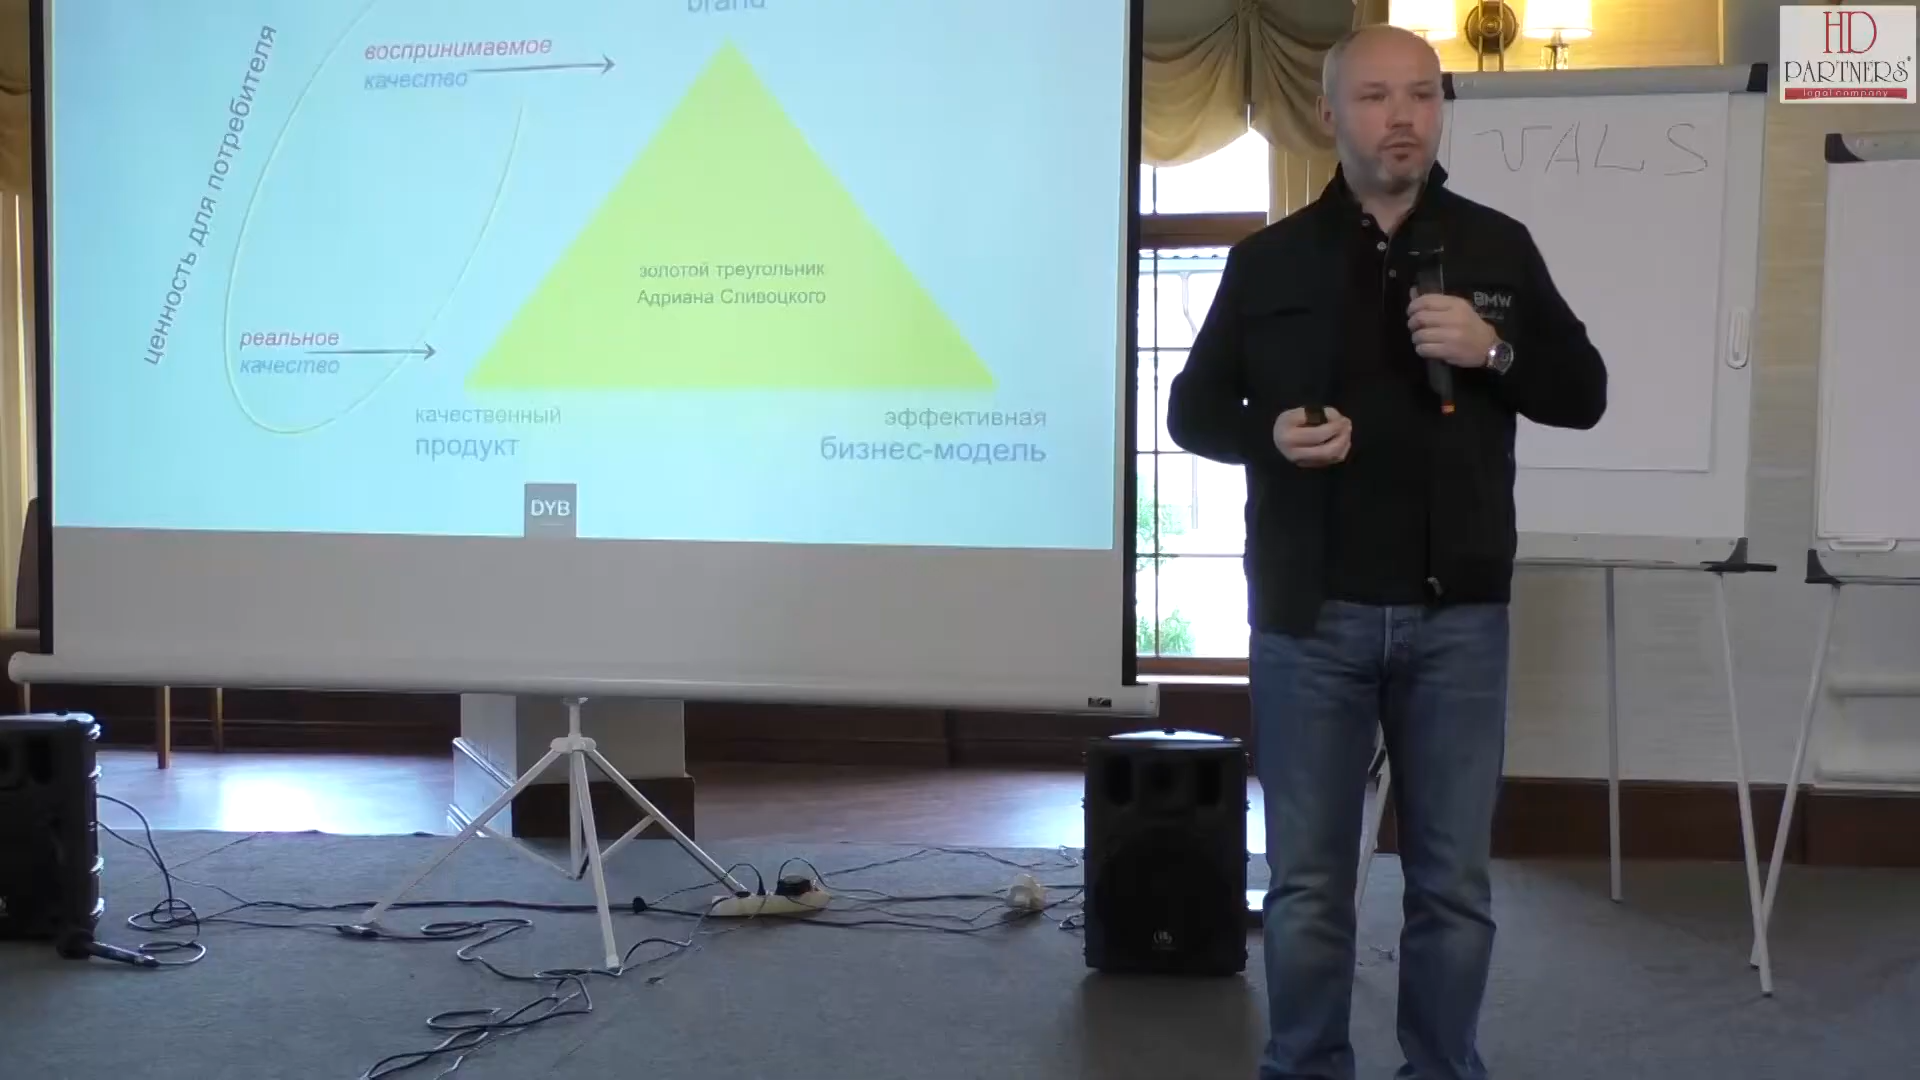 brand
воспринимаемое
качество
ценность для потребителя
золотой треугольник
Адриана Сливоцкого
реальное
качество
качественный
продукт
эффективная
бизнес-модель
DYB
VALS
BMW
HD
PARTNERS®
legal company